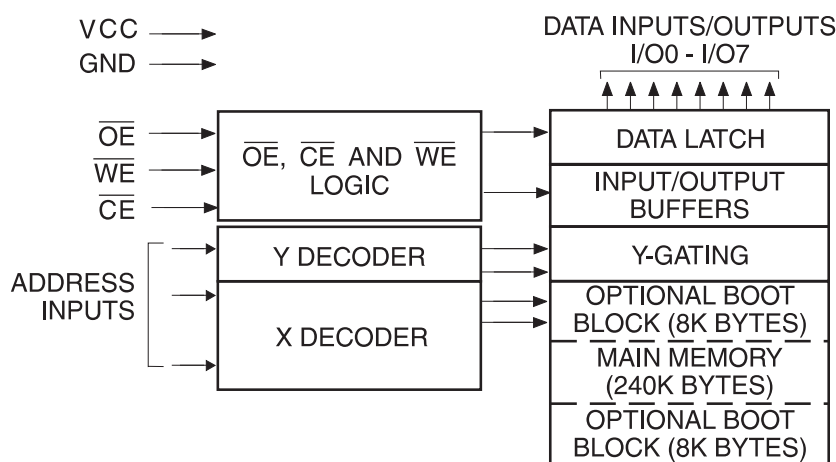 VCC
GND
OE
WE
CE
ADDRESS
INPUTS
OE, CE AND WE
LOGIC
Y DECODER
X DECODER
DATA INPUTS/OUTPUTS
I/O0 - I/O7
DATA LATCH
INPUT/OUTPUT
BUFFERS
Y-GATING
OPTIONAL BOOT
BLOCK (8K BYTES)
MAIN MEMORY
(240K BYTES)
OPTIONAL BOOT
BLOCK (8K BYTES)